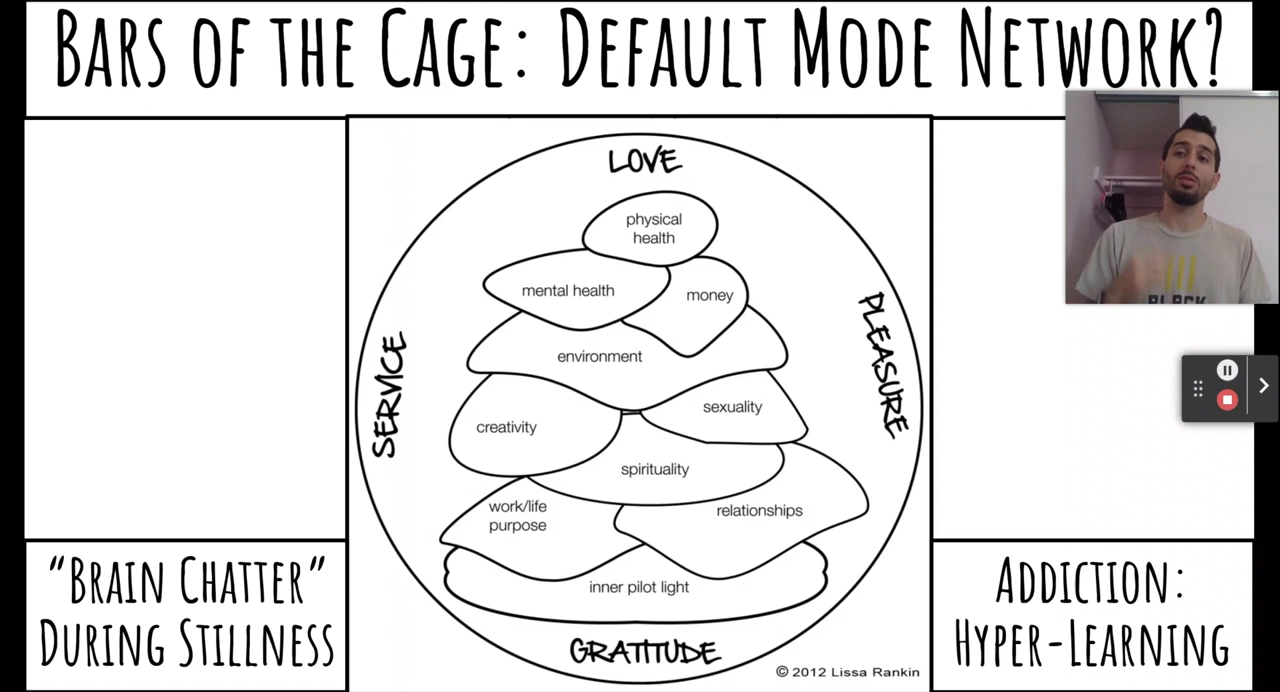 BARS OF THE CAGE: DEFAULT MODE NETWORK?
LOVE
physical
health
mental health
money
environment
SERVICE
PLEASURE
creativity
sexuality
spirituality
work/life
purpose
relationships
inner pilot light
GRATITUDE
© 2012 Lissa Rankin
"BRAIN CHATTER"
DURING STILLNESS
ADDICTION:
HYPER-LEARNING
BLACK